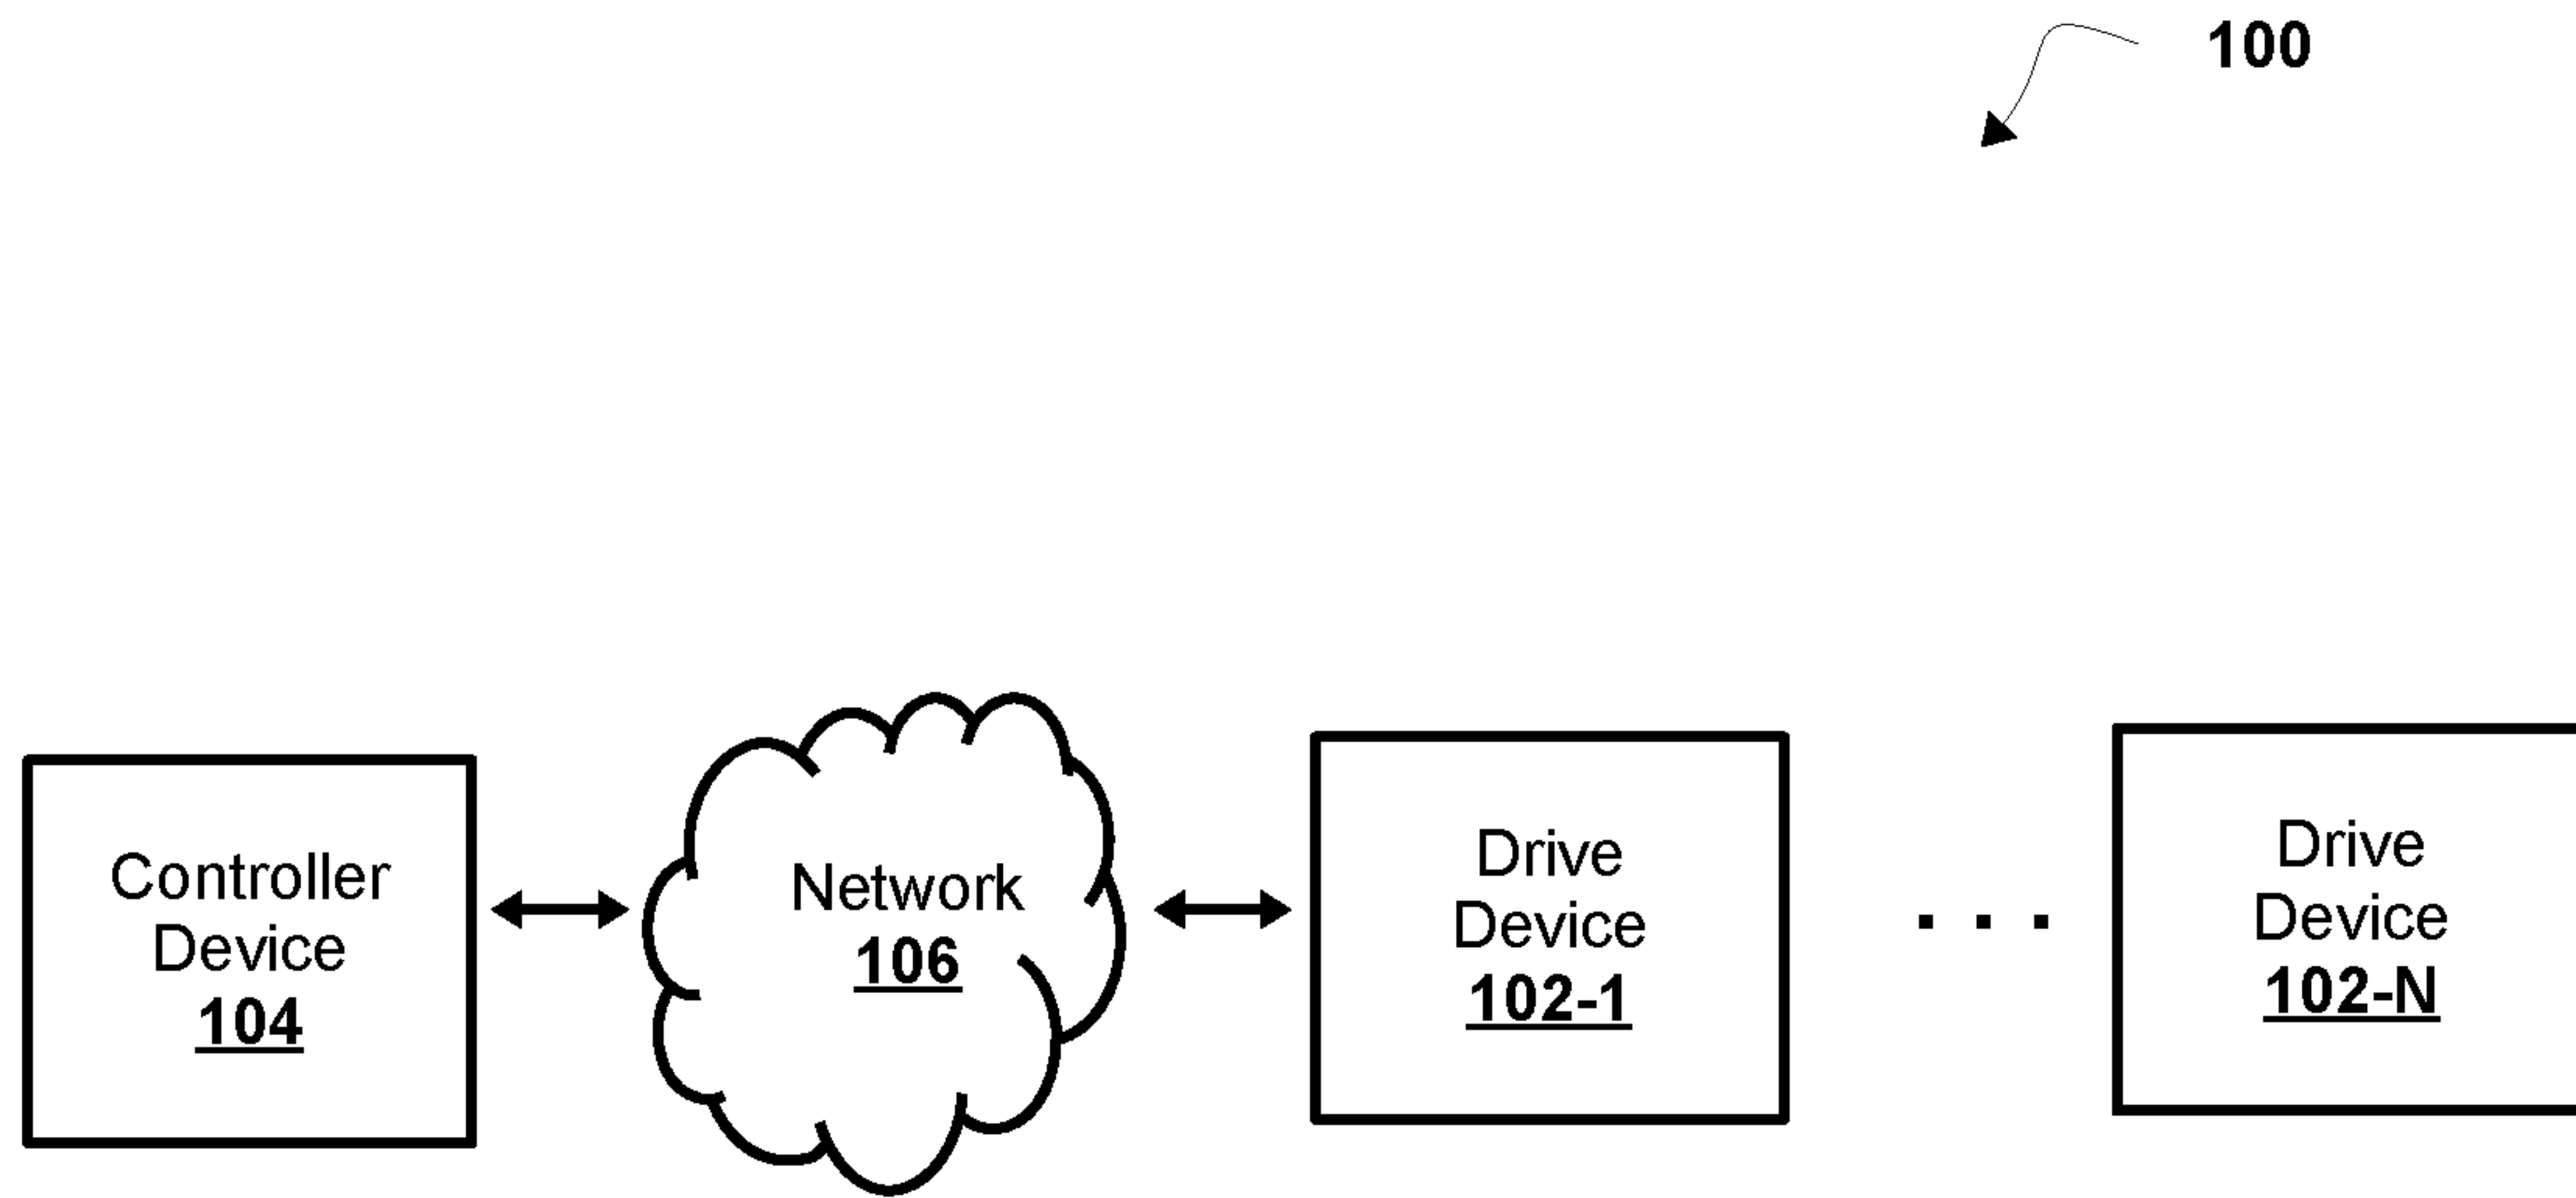 100
Controller
Device
104
Network
106
Drive
Device
102-1
. . .
Drive
Device
102-N